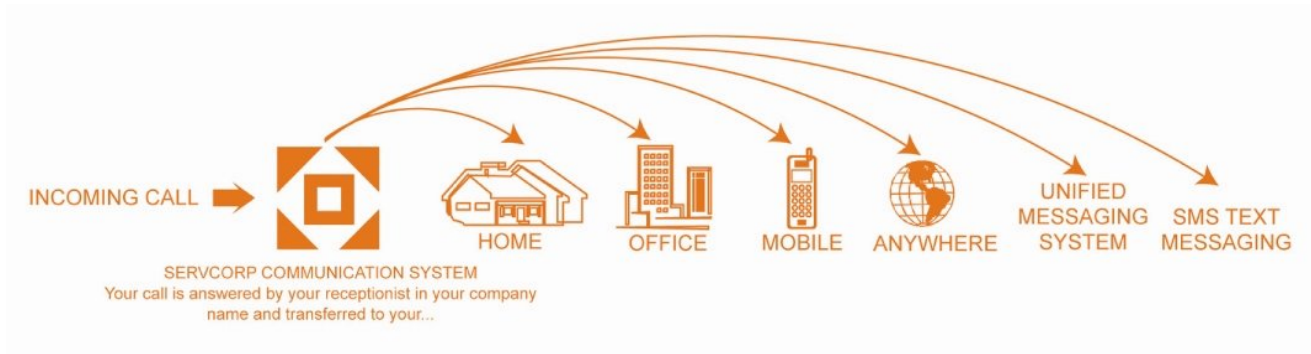 INCOMING CALL
SERVCORP COMMUNICATION SYSTEM
Your call is answered by your receptionist in your company
name and transferred to your...
HOME
OFFICE
MOBILE
ANYWHERE
UNIFIED
MESSAGING
SYSTEM
SMS TEXT
MESSAGING